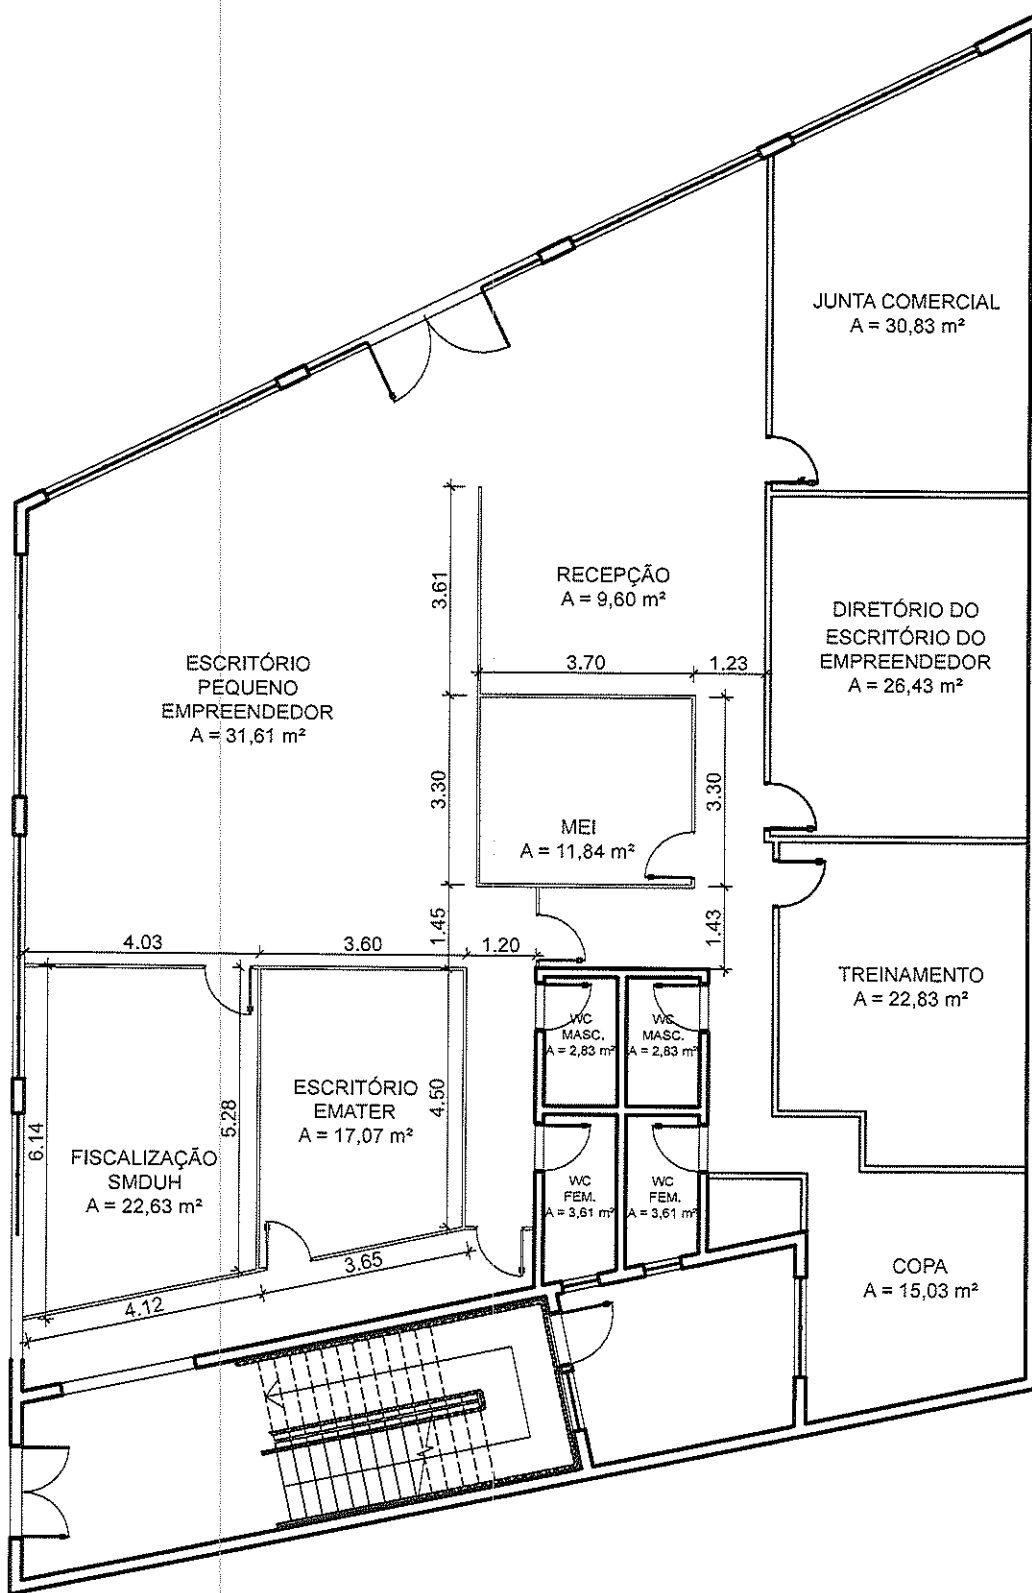 JUNTA COMERCIAL
A = 30,83 m²
RECEPÇÃO
A = 9,60 m²
3.61
DIRETÓRIO DO
ESCRITÓRIO DO
EMPREENDEDOR
A = 26,43 m²
ESCRITÓRIO
PEQUENO
EMPREENDEDOR
A = 31,61 m²
3.70
1.23
3.30
3.30
MEI
A = 11,84 m²
1.45
1.43
4.03
3.60
1.20
TREINAMENTO
A = 22,83 m²
WC
MASC.
A = 2,83 m²
WC
MASC.
A = 2,83 m²
ESCRITÓRIO
EMATER
A = 17,07 m²
4.50
5.28
6.14
FISCALIZAÇÃO
SMDUH
A = 22,63 m²
WC
FEM.
A = 3,61 m²
WC
FEM.
A = 3,61 m²
3.65
4.12
COPA
A = 15,03 m²